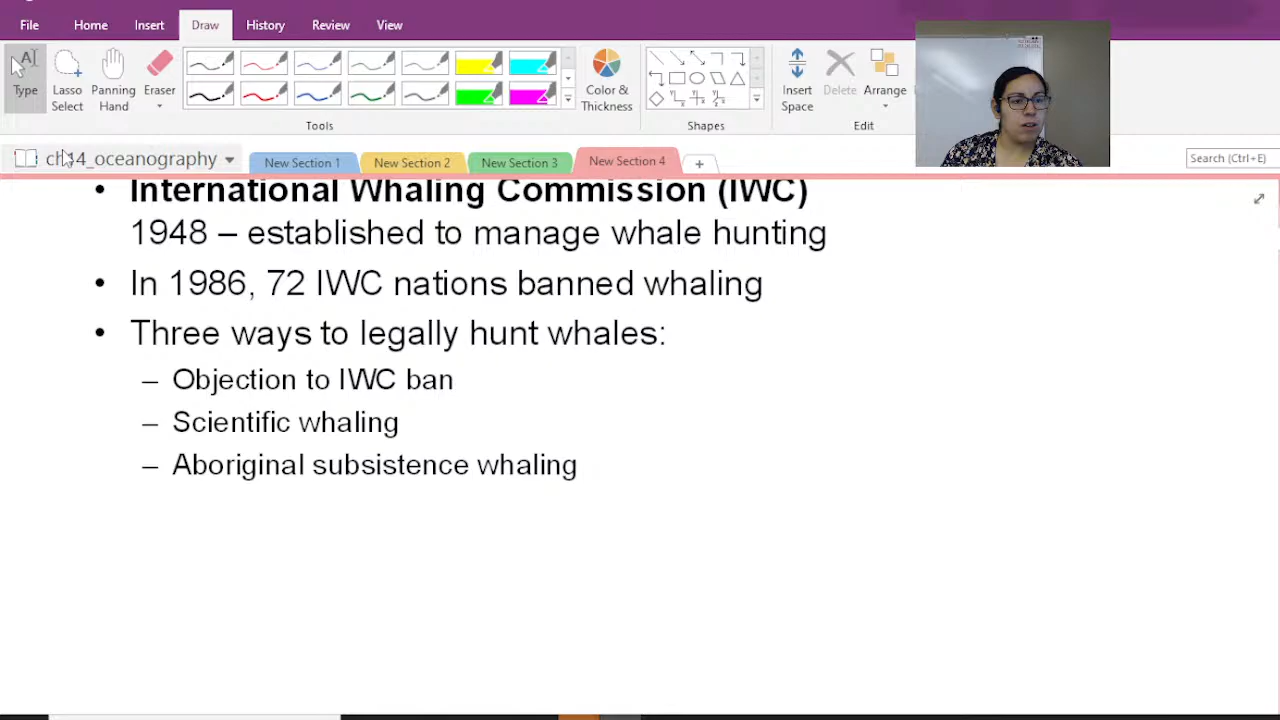 File Home Insert Draw History Review View
Type
Lasso Select
Panning Hand
Eraser
Color & Thickness
Insert Space
Delete
Arrange
Tools
Shapes
Edit
ch14_oceanography
New Section 1
New Section 2
New Section 3
New Section 4
Search (Ctrl+E)
• International Whaling Commission (IWC)
1948 – established to manage whale hunting
• In 1986, 72 IWC nations banned whaling
• Three ways to legally hunt whales:
– Objection to IWC ban
– Scientific whaling
– Aboriginal subsistence whaling